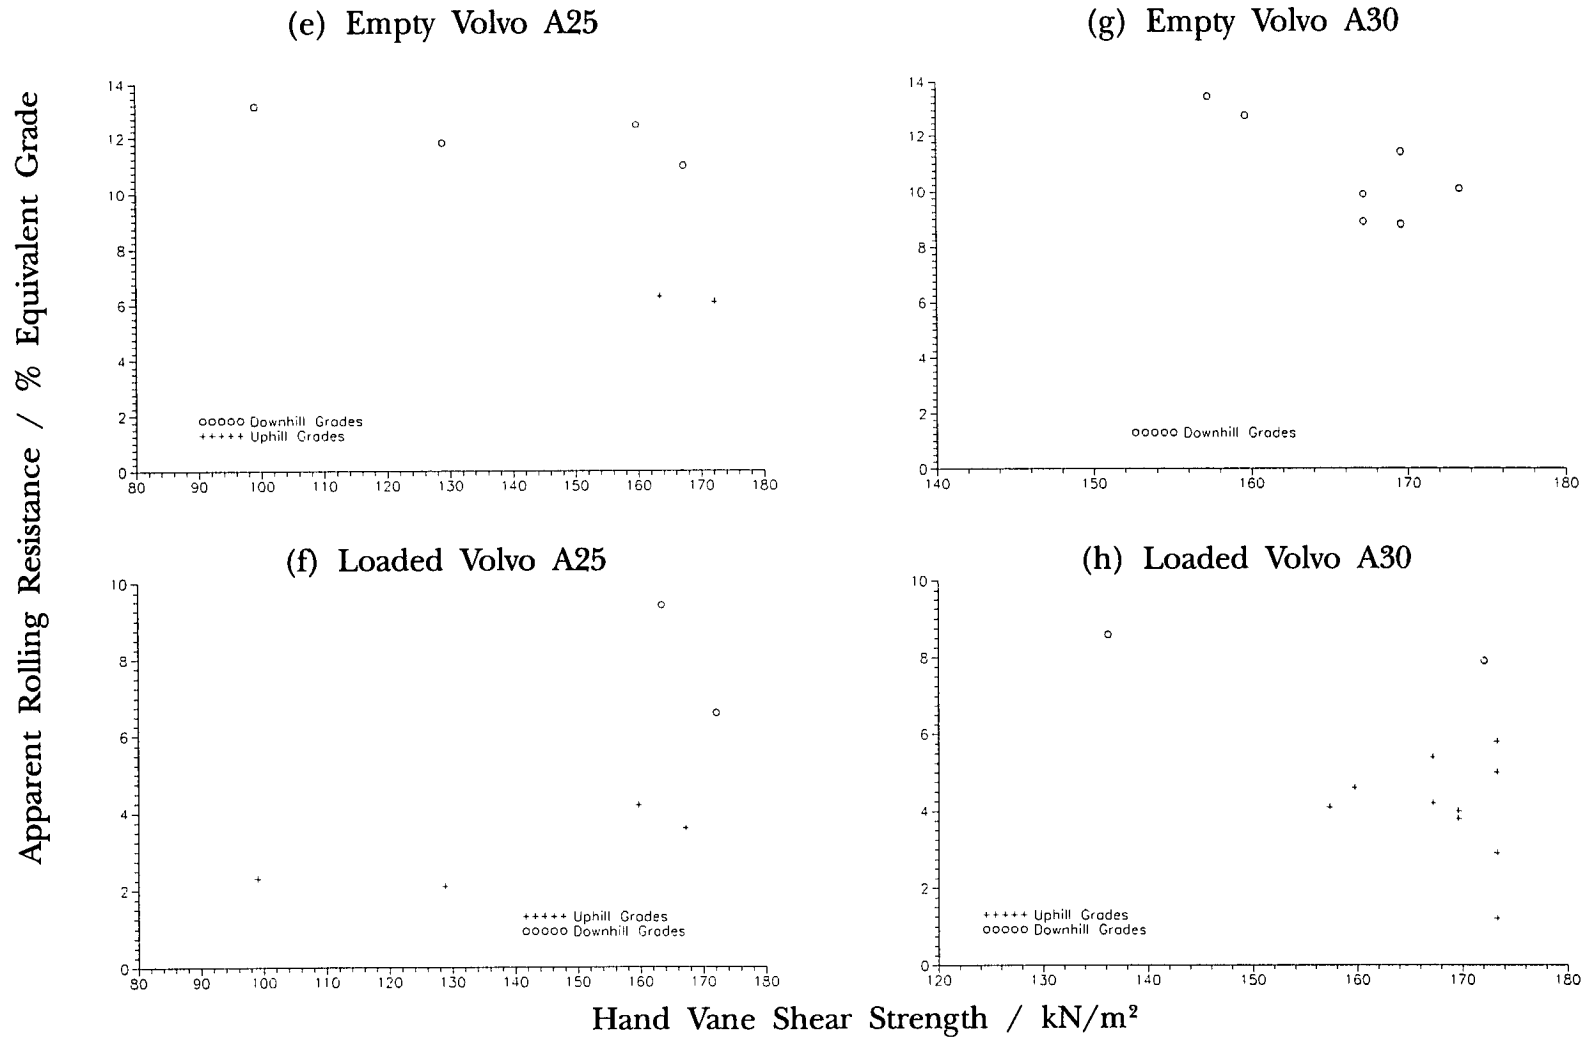 (e) Empty Volvo A25
14
12
10
8
6
4
2
0
ooooo Downhill Grades
+++++ Uphill Grades
80 90 100 110 120 130 140 150 160 170 180
(g) Empty Volvo A30
14
12
10
8
6
4
2
0
ooooo Downhill Grades
140 150 160 170 180
Apparent Rolling Resistance / % Equivalent Grade
(f) Loaded Volvo A25
10
8
6
4
2
0
+++++ Uphill Grades
ooooo Downhill Grades
80 90 100 110 120 130 140 150 160 170 180
(h) Loaded Volvo A30
10
8
6
4
2
0
+++++ Uphill Grades
ooooo Downhill Grades
120 130 140 150 160 170 180
Hand Vane Shear Strength / kN/m²